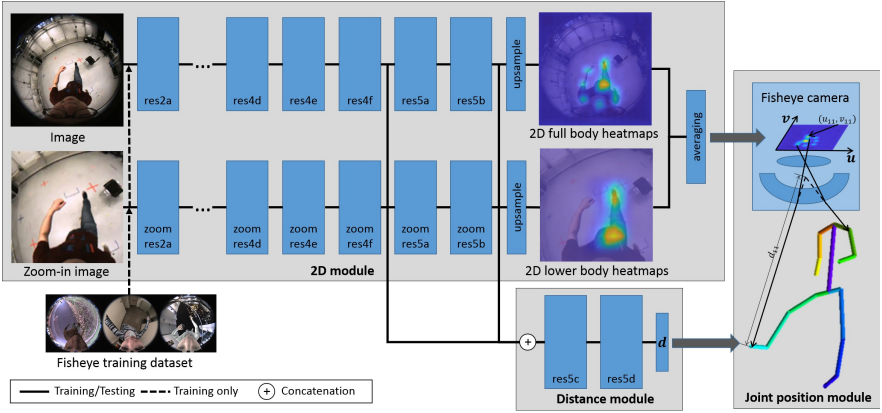 Image
res2a
...
res4d
res4e
res4f
res5a
res5b
upsample
2D full body heatmaps
averaging
Zoom-in image
zoom
res2a
...
zoom
res4d
zoom
res4e
zoom
res4f
zoom
res5a
zoom
res5b
upsample
2D lower body heatmaps
2D module
Fisheye training dataset
Training/Testing
Training only
+ Concatenation
+
res5c
res5d
d
Distance module
Fisheye camera
v
(u₁₁, v₁₁)
u
d₁₁
Joint position module